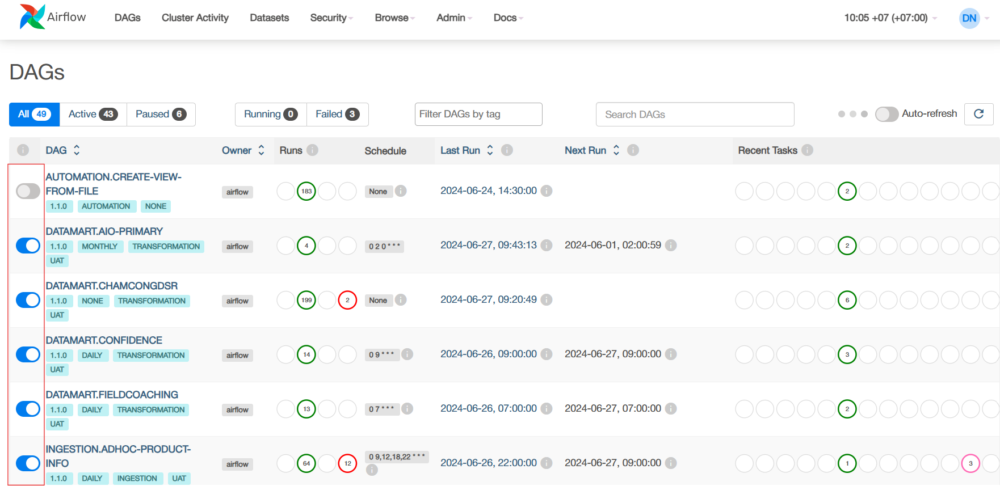 Airflow DAGs Cluster Activity Datasets Security Browse Admin Docs 10:05 +07 (+07:00) DN
DAGs
All 49 Active 43 Paused 6 Running 0 Failed 3 Filter DAGs by tag Search DAGs Auto-refresh
i DAG Owner Runs i Schedule Last Run i Next Run i Recent Tasks i
AUTOMATION.CREATE-VIEW-
FROM-FILE
airflow 183 None i 2024-06-24, 14:30:00 i 2
1.1.0 AUTOMATION NONE
DATAMART.AIO-PRIMARY
1.1.0 MONTHLY TRANSFORMATION airflow 4 0 2 0 * * * 2024-06-27, 09:43:13 i 2024-06-01, 02:00:59 i 2
UAT
DATAMART.CHAMCONGDSR
1.1.0 NONE TRANSFORMATION airflow 199 2 None i 2024-06-27, 09:20:49 i 6
UAT
DATAMART.CONFIDENCE
1.1.0 DAILY TRANSFORMATION airflow 14 0 9 * * * i 2024-06-26, 09:00:00 i 2024-06-27, 09:00:00 i 3
UAT
DATAMART.FIELDCOACHING
1.1.0 DAILY TRANSFORMATION airflow 13 0 7 * * * i 2024-06-26, 07:00:00 i 2024-06-27, 07:00:00 i 2
UAT
INGESTION.ADHOC-PRODUCT-
INFO
airflow 64 12 0 9,12,18,22 * * * i 2024-06-26, 22:00:00 i 2024-06-27, 09:00:00 i 1 3
1.1.0 DAILY INGESTION UAT